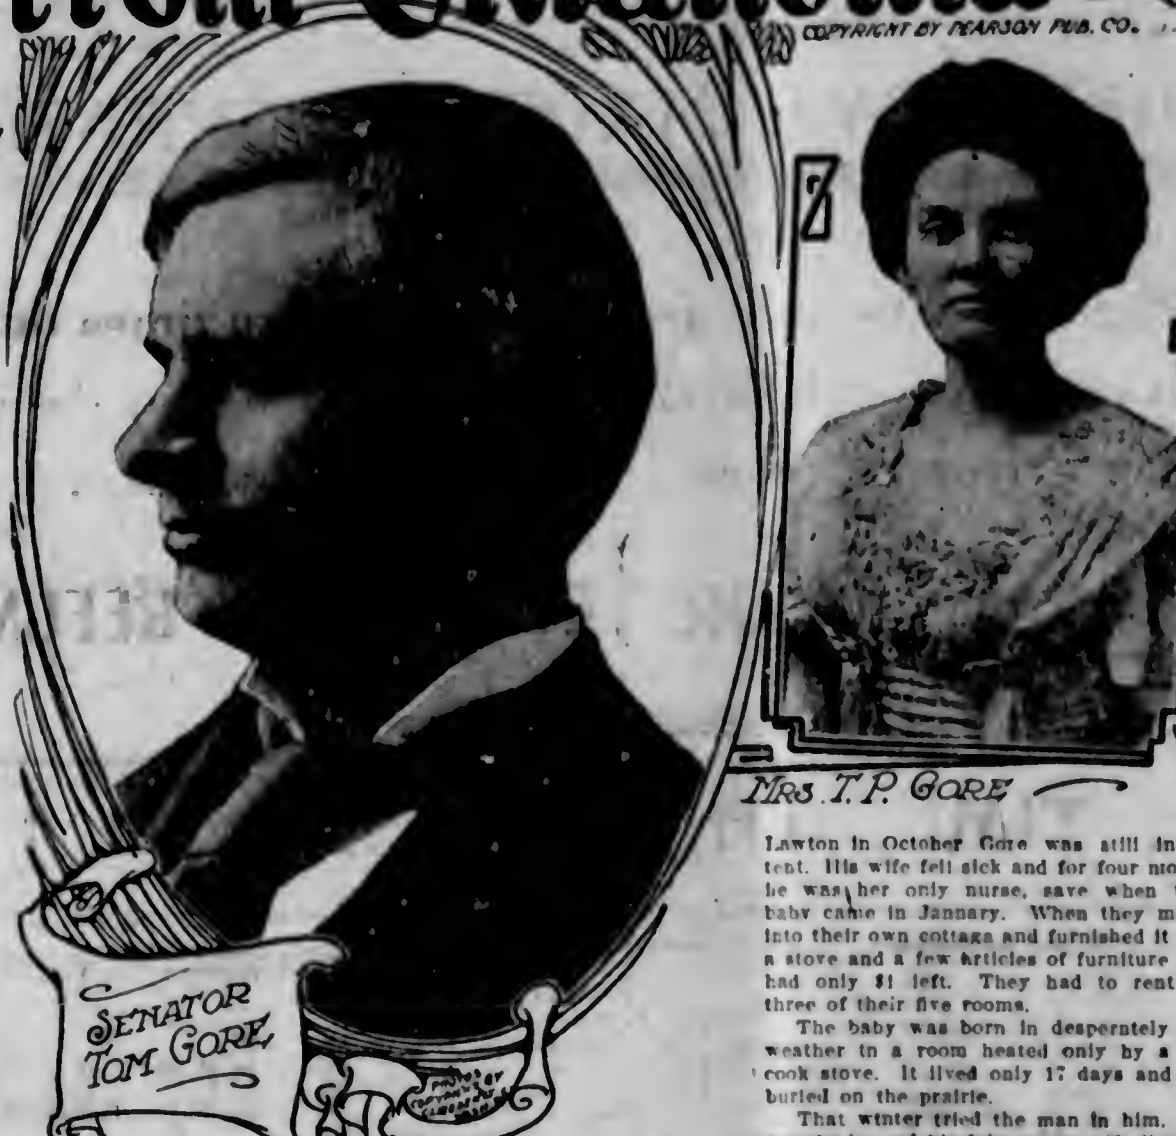 COPYRIGHT BY PEARSON PUB. CO.
MRS. T. P. GORE
SENATOR
TOM GORE
PHOTOS
COPYRIGHT BY
Lawton in October Gore was still in
tent. His wife fell sick and for four
he was her only nurse, save when
baby came in January. When they
into their own cottage and furnished it
a stove and a few articles of furniture
had only $1 left. They had to rent
three of their five rooms.
The baby was born in desperately
weather in a room heated only by a
cook stove. It lived only 17 days and
buried on the prairie.
That winter tried the man in him.